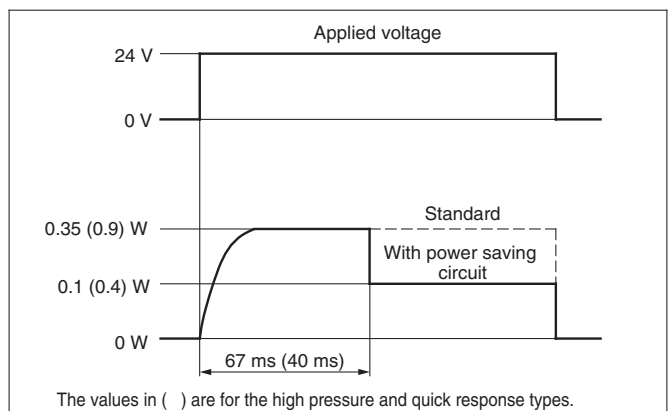 Applied voltage
24 V
0 V
0.35 (0.9) W
Standard
With power saving
circuit
0.1 (0.4) W
0 W
67 ms (40 ms)
The values in ( ) are for the high pressure and quick response types.